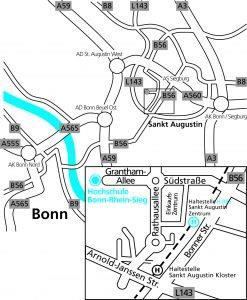 A59
B8
L143
A3
B56
AD St. Augustin West
L143
B56
AS Siegburg
A560
B8
AK Bonn / Siegburg
B9
A565
AD Bonn Beuel Ost
Sankt Augustin
A555
AK Bonn Nord
B56
A59
A3
B56
A565
B9
Bonn
Grantham-
Allee
Südstraße
Hochschule
Bonn-Rhein-Sieg
Rathausallee
Einkaufs-
Zentrum
H
Haltestelle
Sankt Augustin
Zentrum
Bonner Str.
Arnold-Janssen Str.
H
Haltestelle
Sankt Augustin Kloster
B56
L143